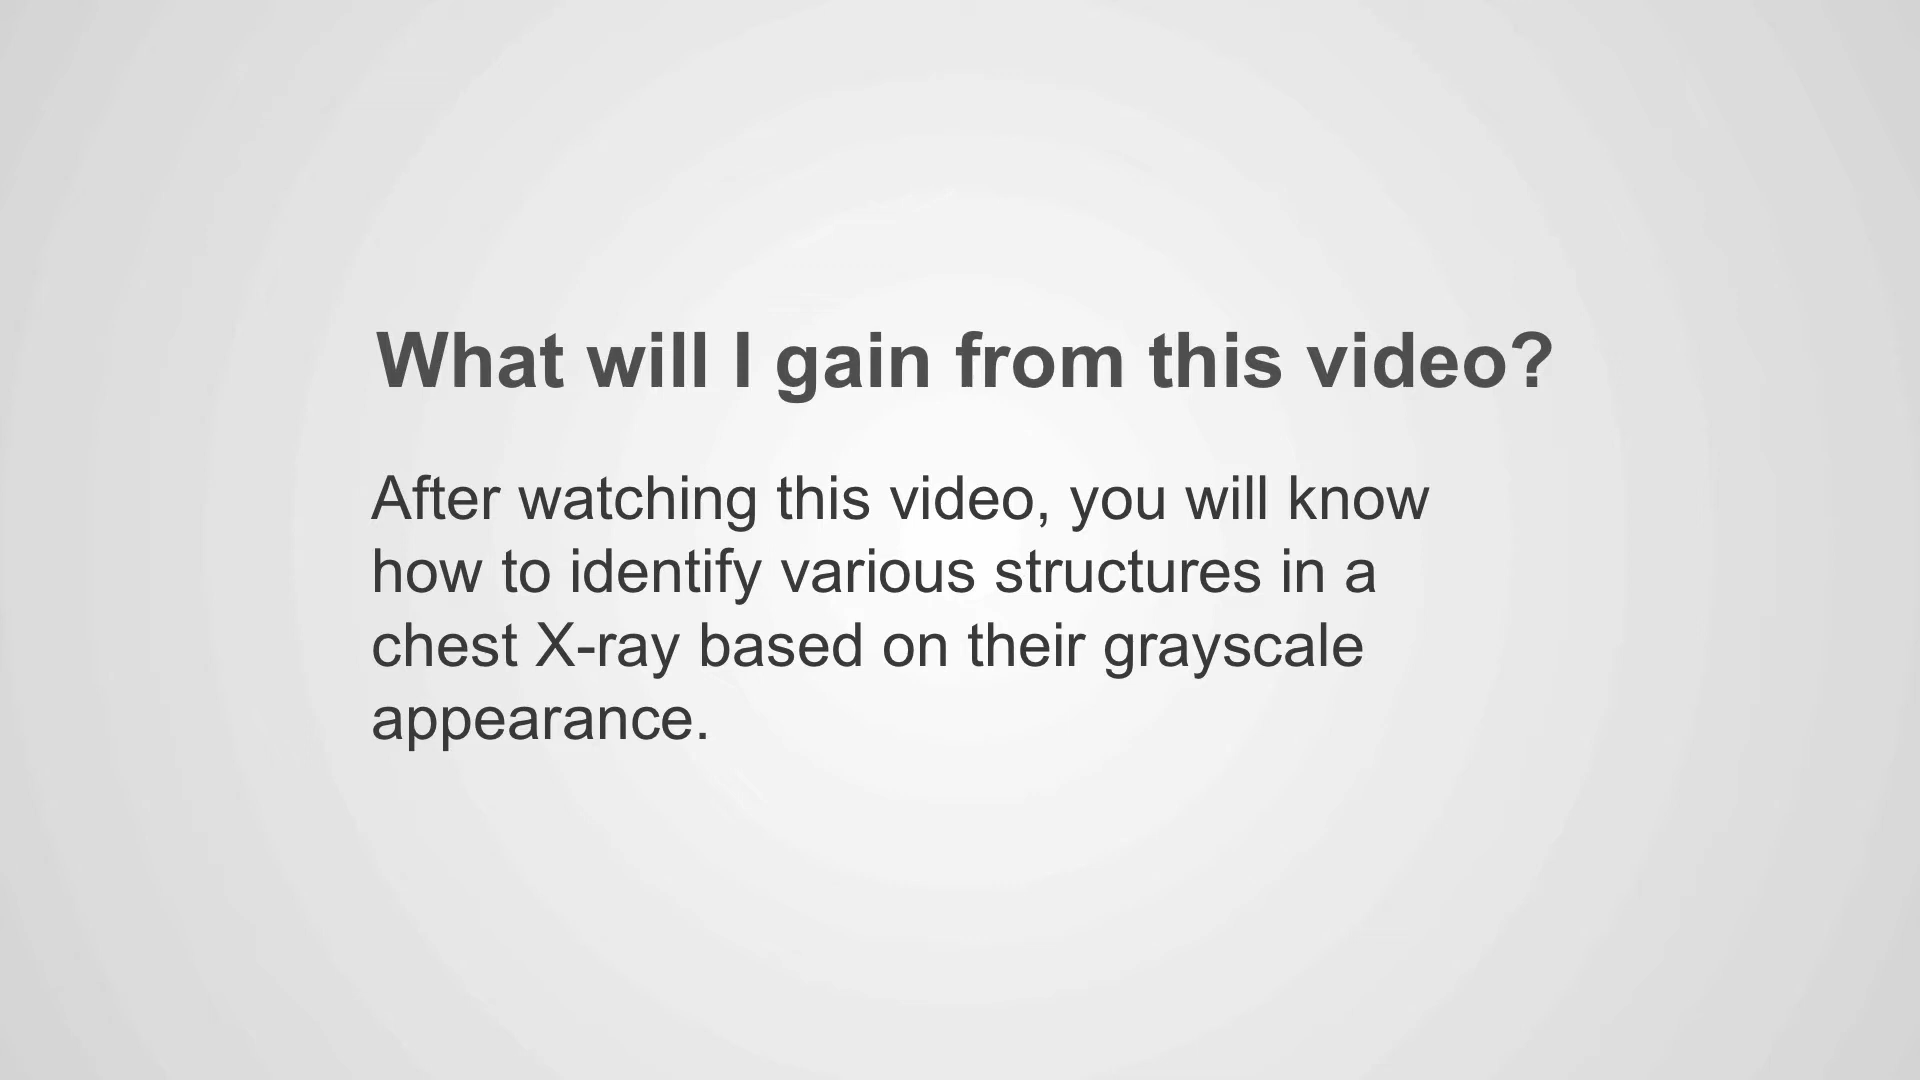 What will I gain from this video?
After watching this video, you will know
how to identify various structures in a
chest X-ray based on their grayscale
appearance.